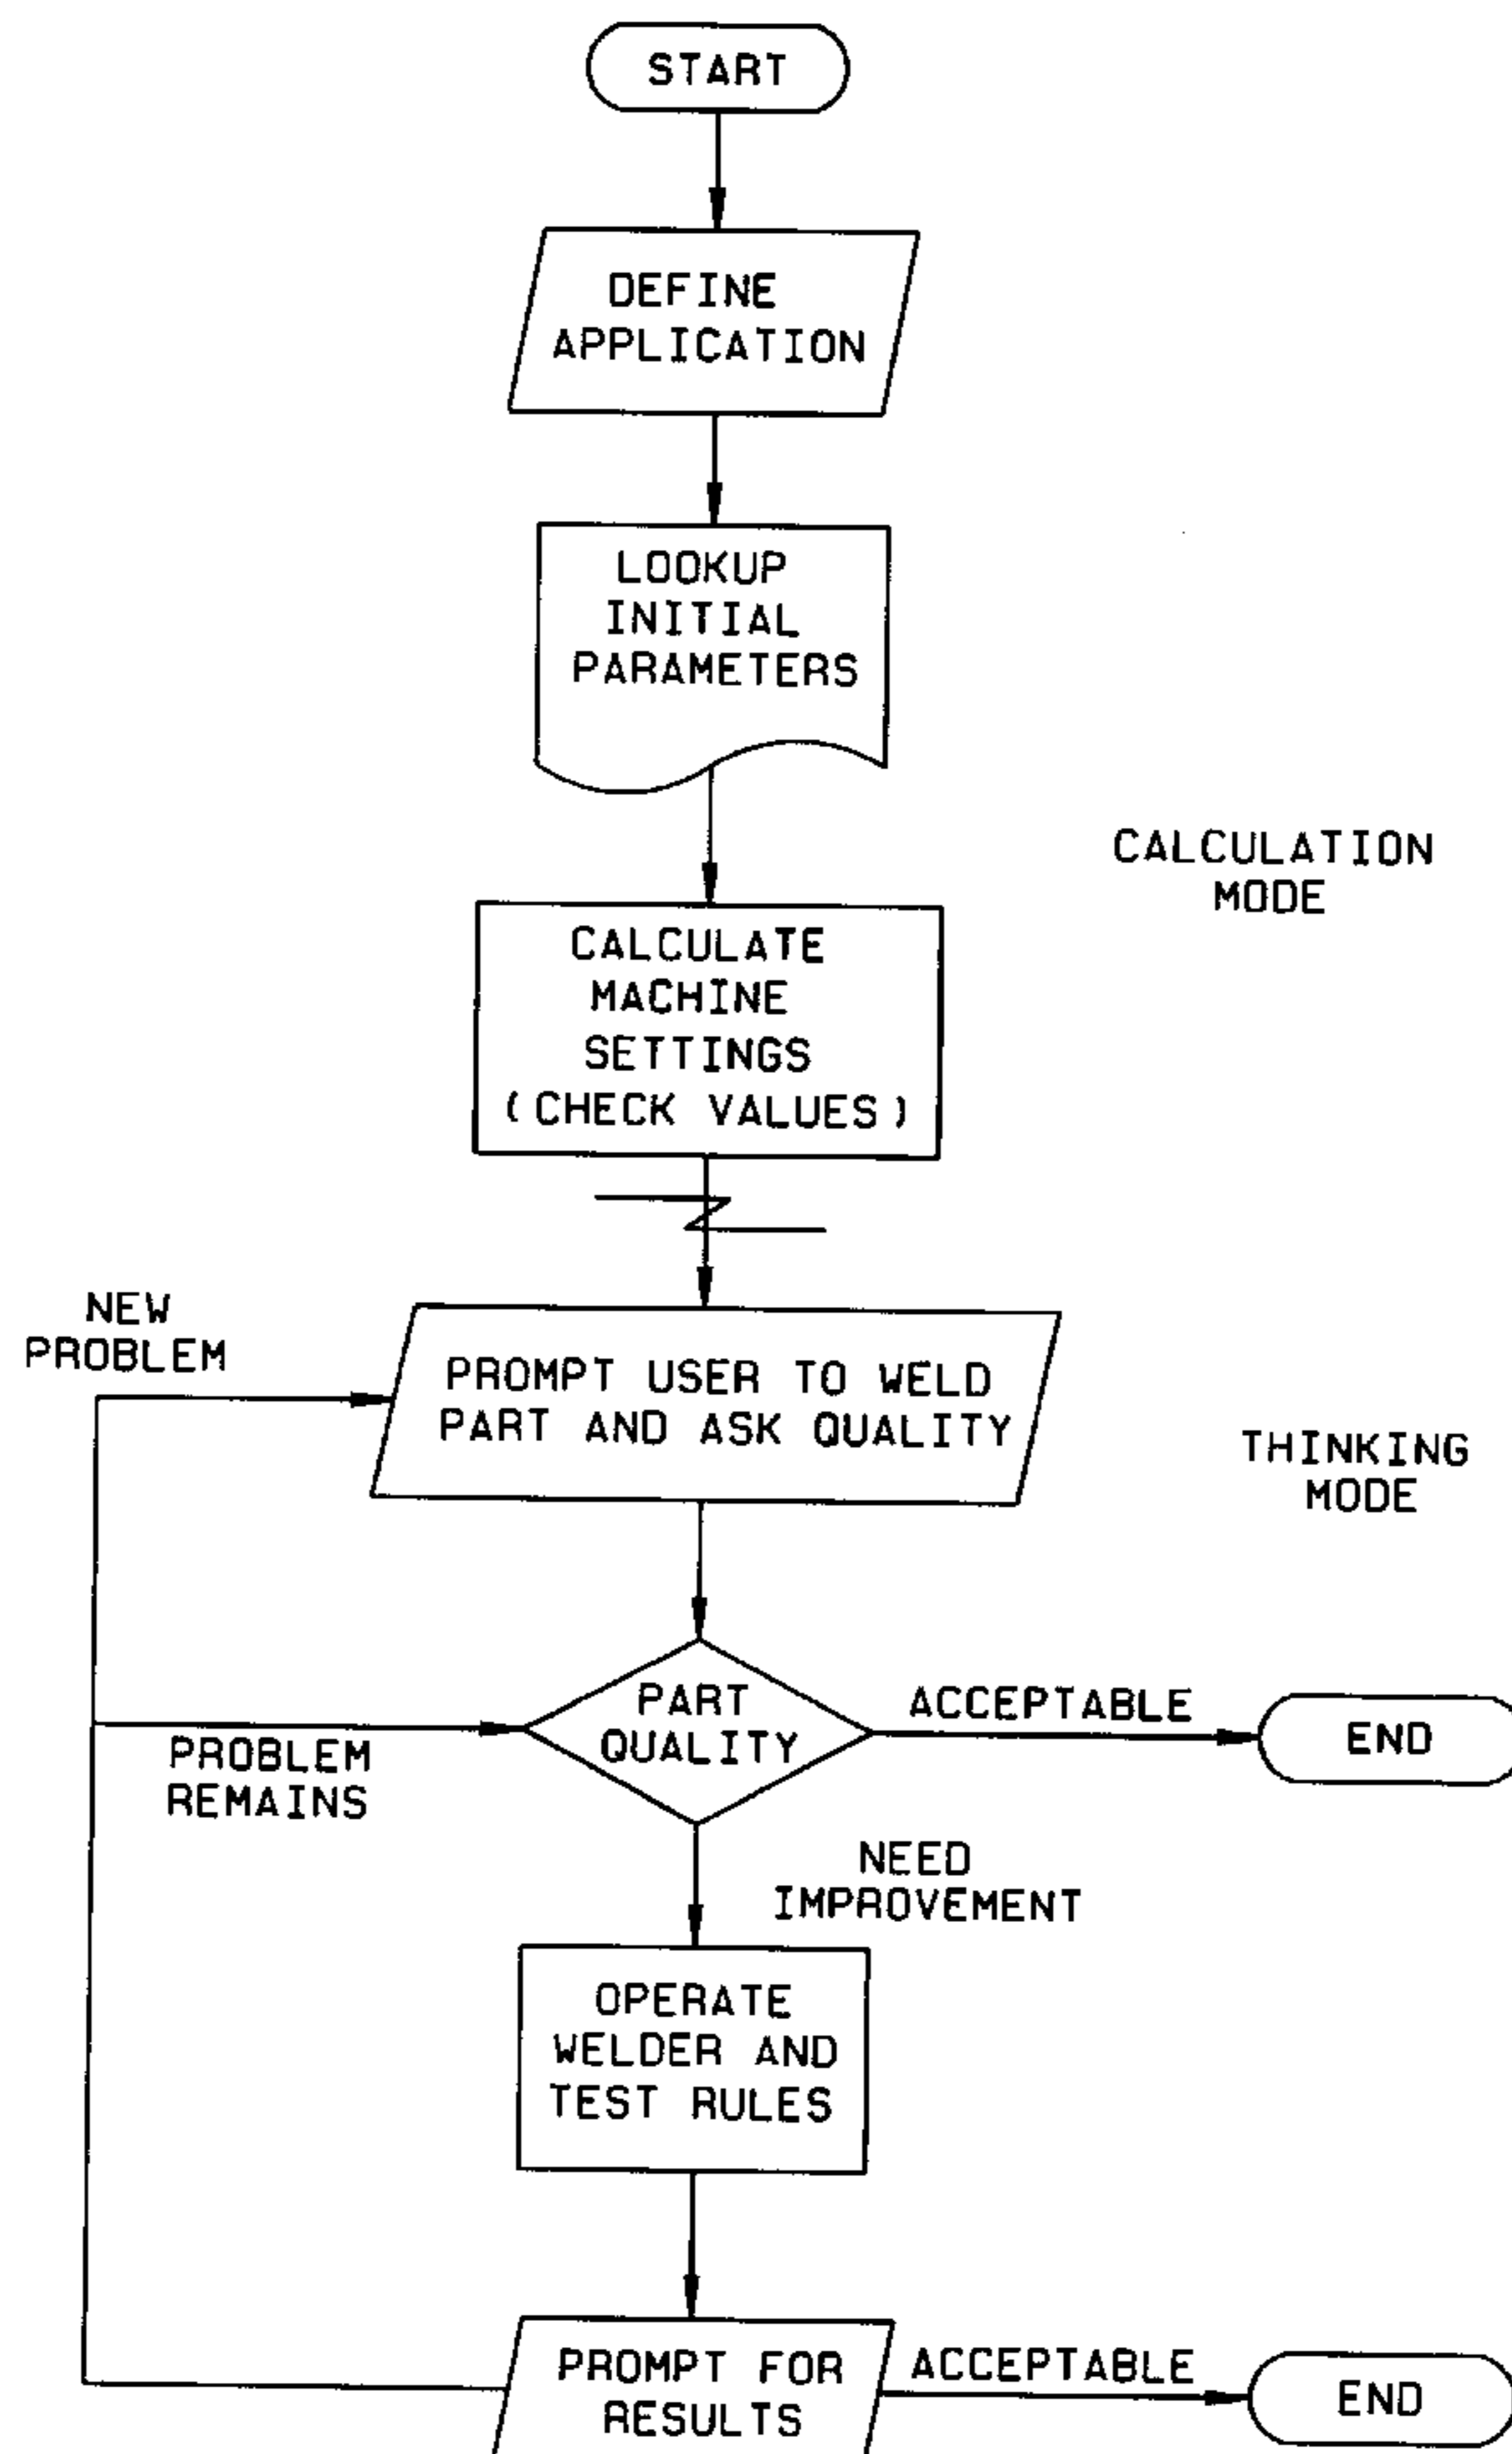 START
DEFINE
APPLICATION
LOOKUP
INITIAL
PARAMETERS
CALCULATION
MODE
CALCULATE
MACHINE
SETTINGS
(CHECK VALUES)
NEW
PROBLEM
PROMPT USER TO WELD
PART AND ASK QUALITY
THINKING
MODE
PART
QUALITY
ACCEPTABLE
END
PROBLEM
REMAINS
NEED
IMPROVEMENT
OPERATE
WELDER AND
TEST RULES
PROMPT FOR
RESULTS
ACCEPTABLE
END